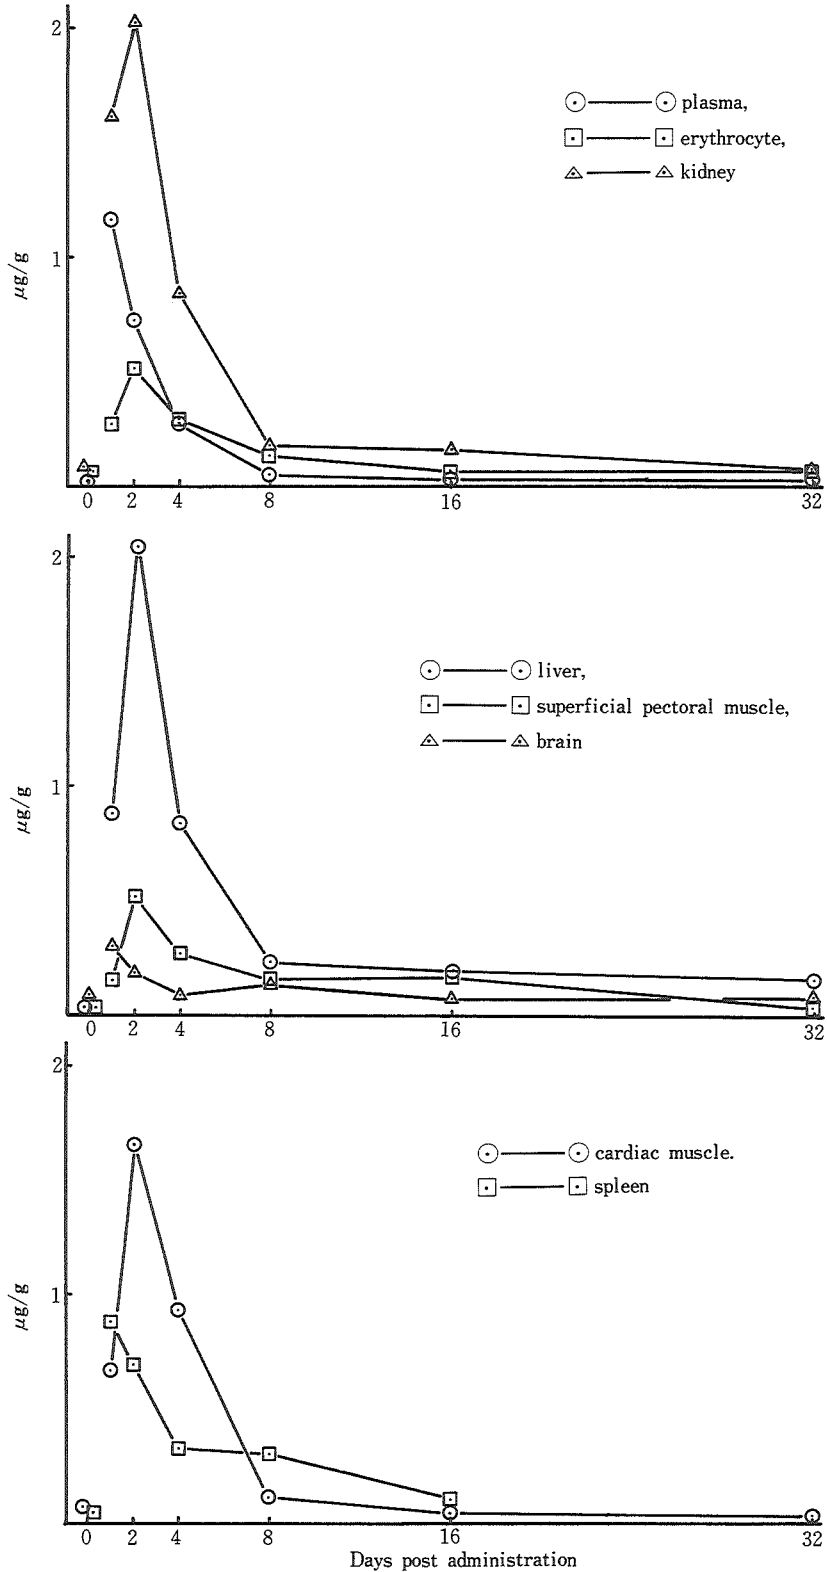 2
plasma,
erythrocyte,
kidney
1
μg/g
0 2 4 8 16 32
2
liver,
superficial pectoral muscle,
brain
1
μg/g
0 2 4 8 16 32
2
cardiac muscle.
spleen
1
μg/g
0 2 4 8 16 32
Days post administration